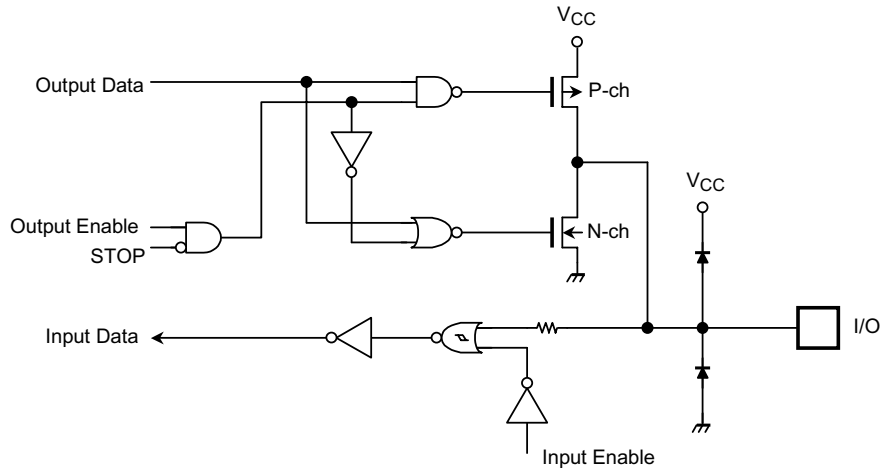 VCC
Output Data
P-ch
VCC
Output Enable
STOP
N-ch
Input Data
I/O
Input Enable